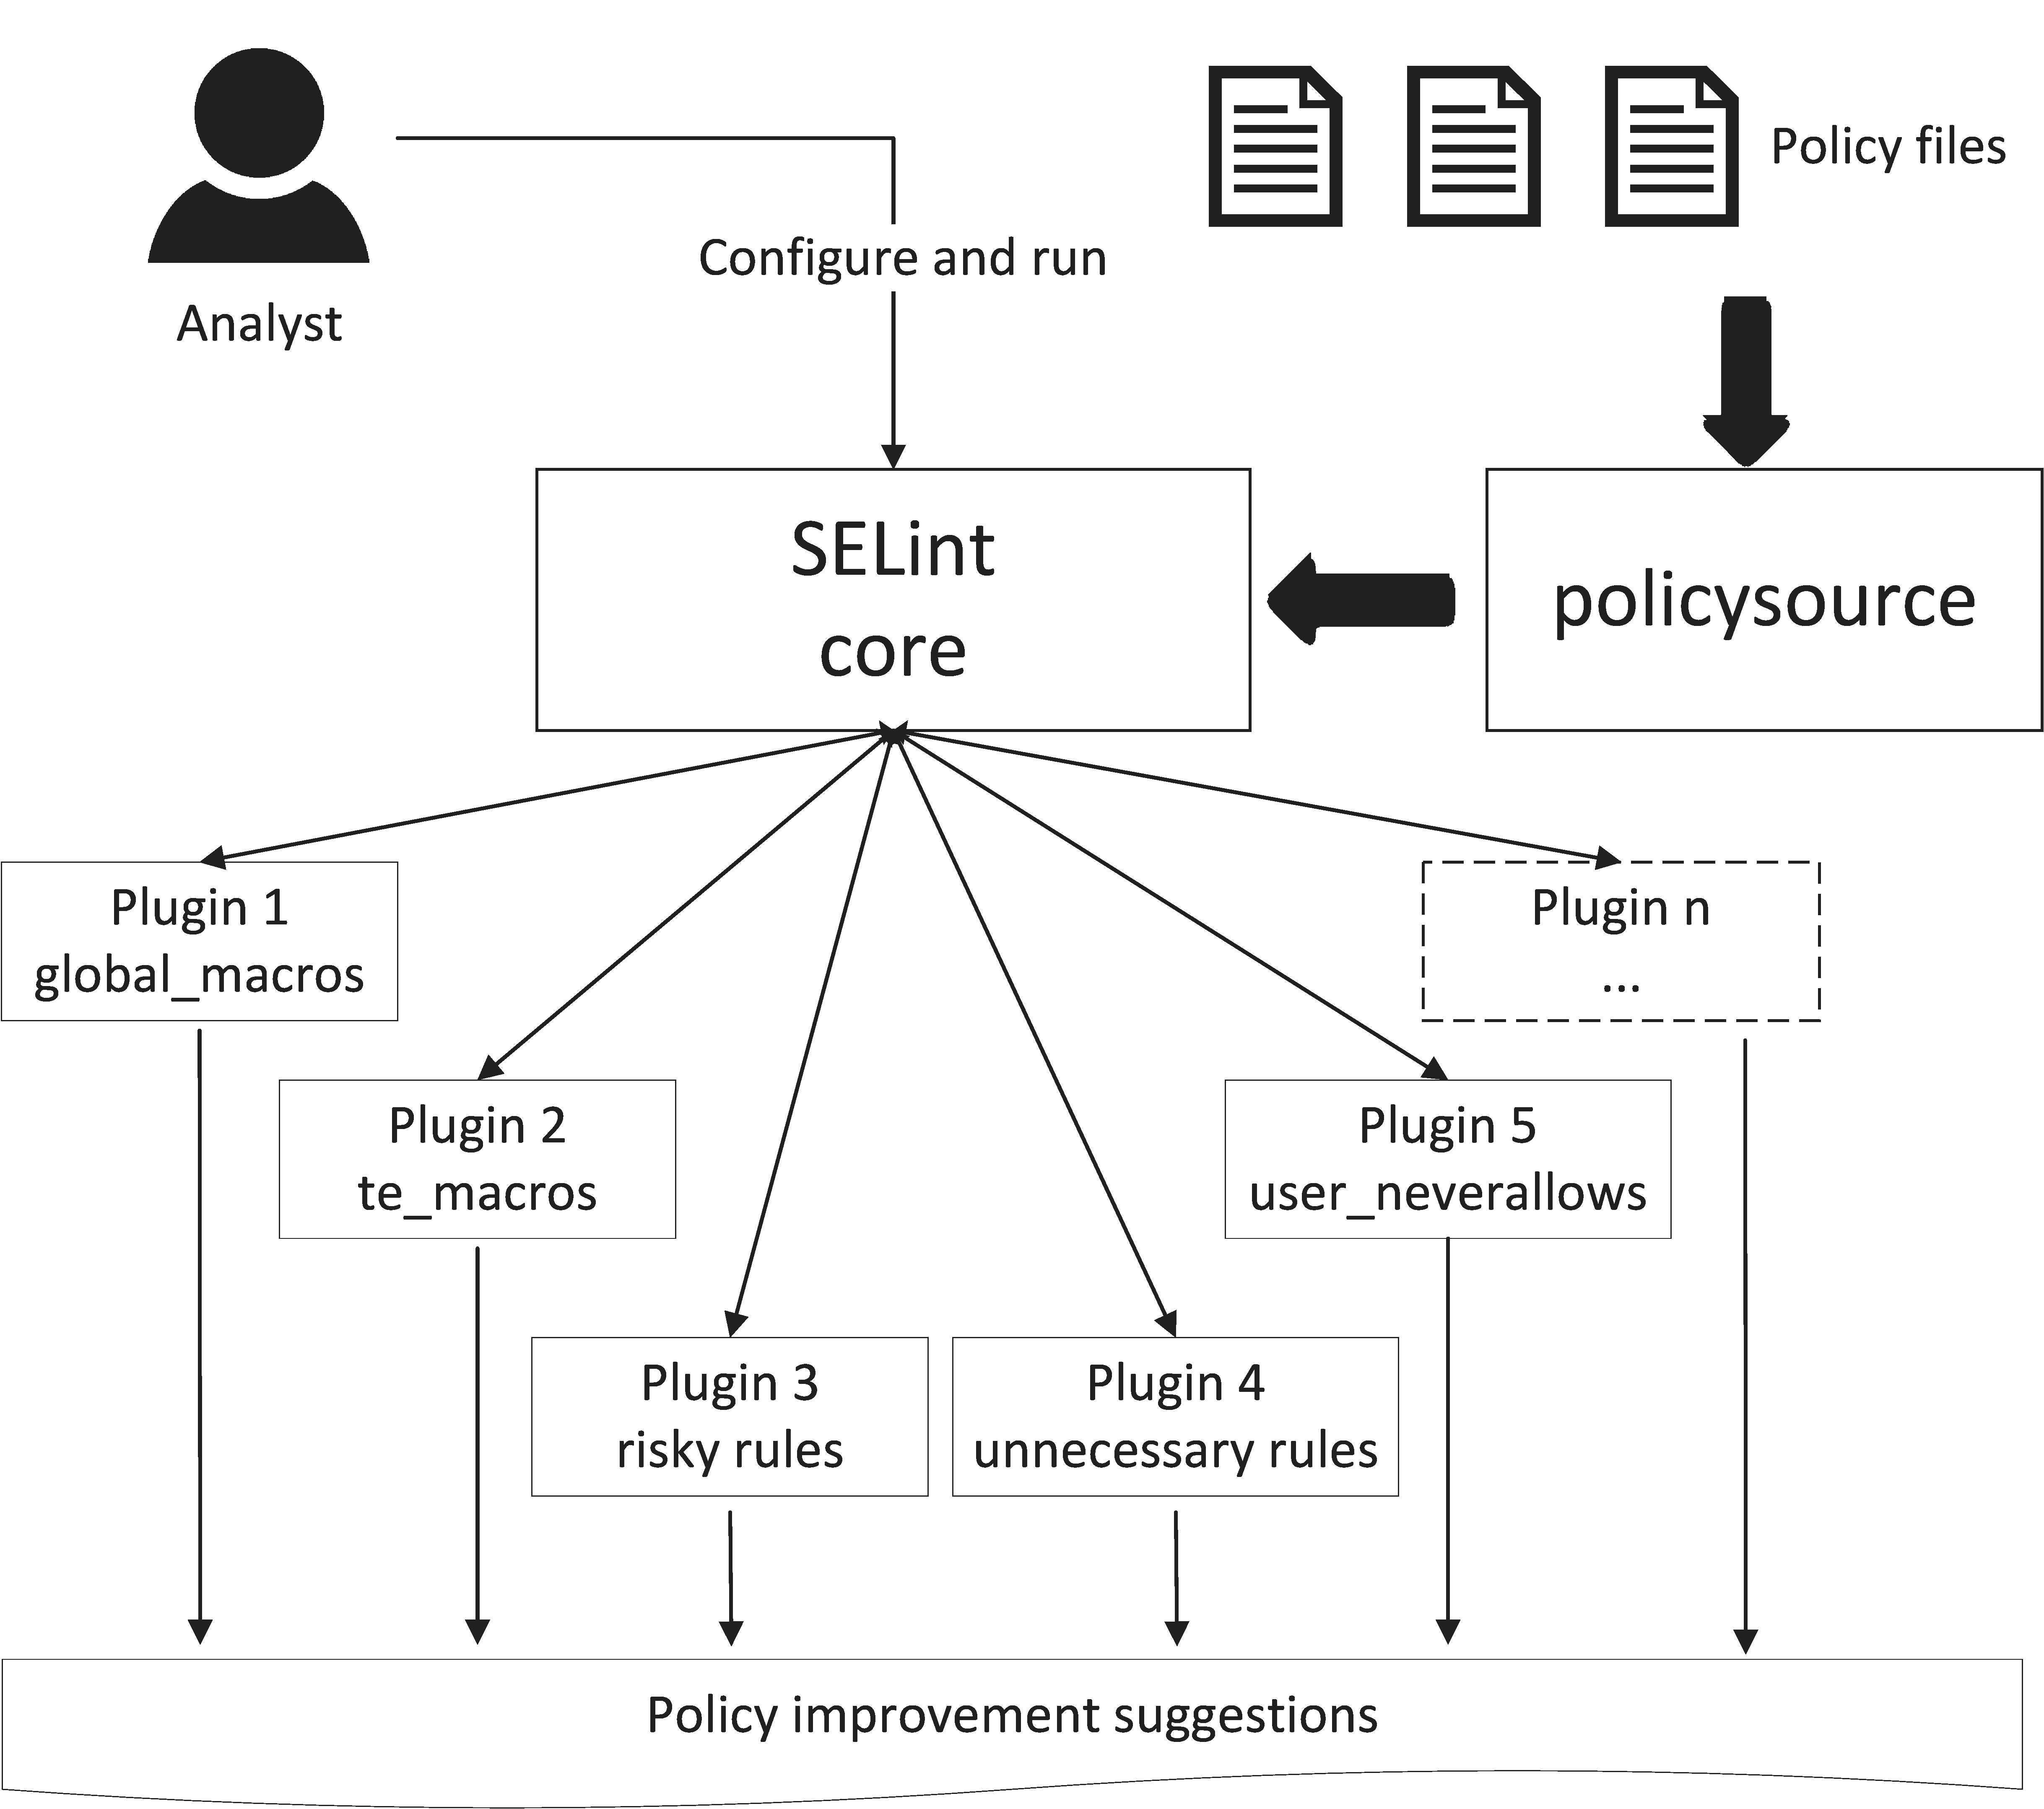 Policy files
Configure and run
Analyst
SELint
core
policysource
Plugin 1
global_macros
Plugin n
...
Plugin 2
te_macros
Plugin 5
user_neverallows
Plugin 3
risky rules
Plugin 4
unnecessary rules
Policy improvement suggestions